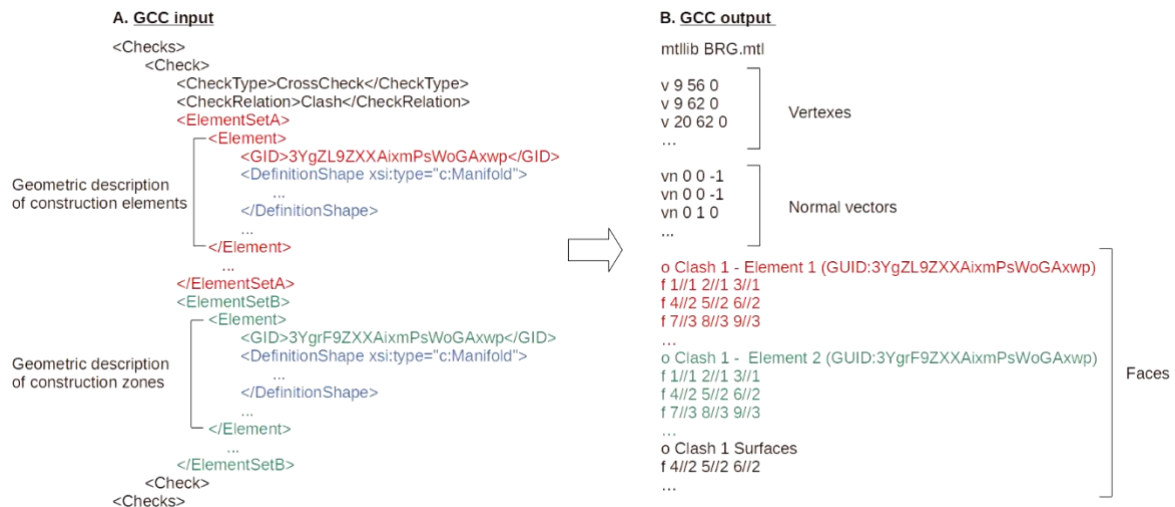 A. GCC input
<Checks>
<Check>
<CheckType>CrossCheck</CheckType>
<CheckRelation>Clash</CheckRelation>
<ElementSetA>
<Element>
<GID>3YgZL9ZXXAixmPsWoGAxwp</GID>
<DefinitionShape xsi:type="c:Manifold">
...
</DefinitionShape>
...
</Element>
...
</ElementSetA>
<ElementSetB>
<Element>
<GID>3YgrF9ZXXAixmPsWoGAxwp</GID>
<DefinitionShape xsi:type="c:Manifold">
...
</DefinitionShape>
...
</Element>
...
</ElementSetB>
<Check>
<Checks>
Geometric description
of construction elements
Geometric description
of construction zones
B. GCC output
mtllib BRG.mtl
v 9 56 0
v 9 62 0
v 20 62 0
...
Vertexes
vn 0 0 -1
vn 0 0 -1
vn 0 1 0
...
Normal vectors
o Clash 1 - Element 1 (GUID:3YgZL9ZXXAixmPsWoGAxwp)
f 1//1 2//1 3//1
f 4//2 5//2 6//2
f 7//3 8//3 9//3
...
o Clash 1 - Element 2 (GUID:3YgrF9ZXXAixmPsWoGAxwp)
f 1//1 2//1 3//1
f 4//2 5//2 6//2
f 7//3 8//3 9//3
...
o Clash 1 Surfaces
f 4//2 5//2 6//2
...
Faces